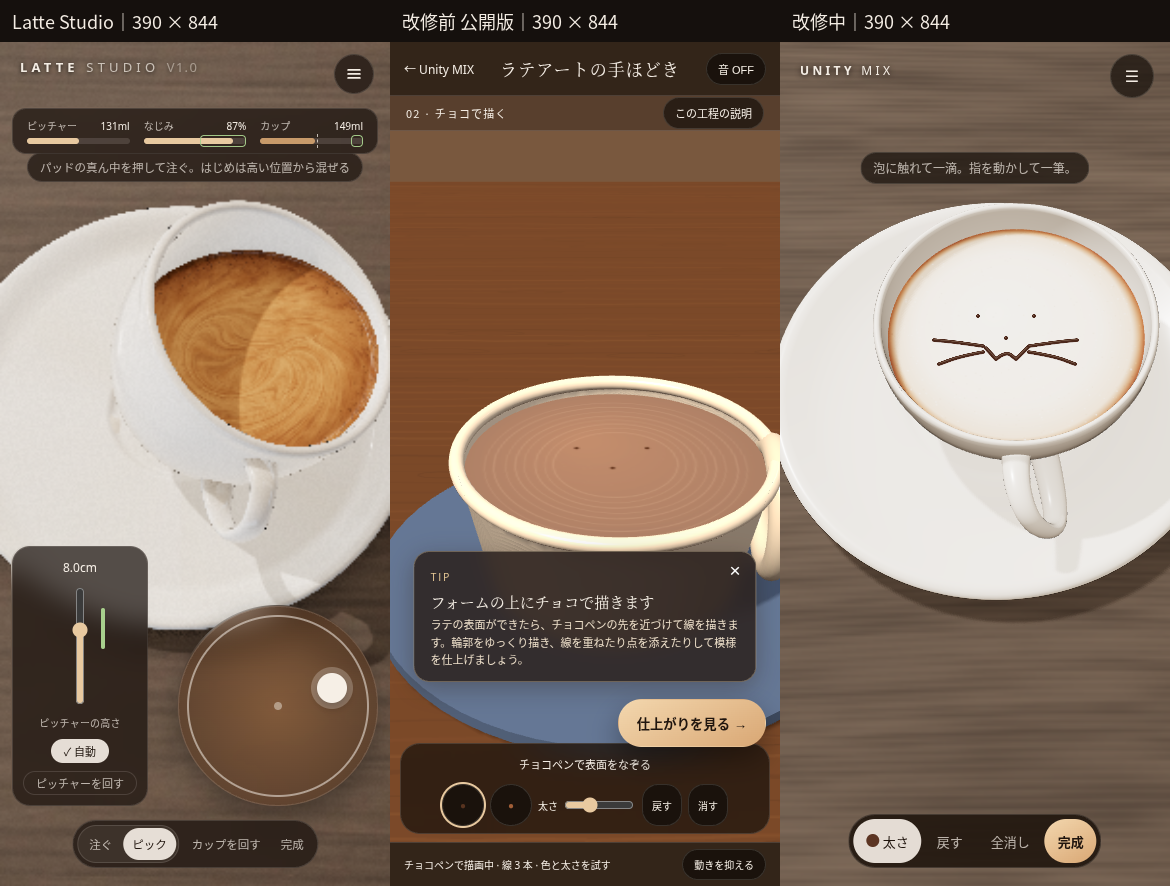 Latte Studio｜390 × 844
LATTE STUDIO V1.0
ピッチャー 131ml なじみ 87% カップ 149ml
パッドの真ん中を押して注ぐ。はじめは高い位置から混ぜる
8.0cm
ピッチャーの高さ
✓ 自動
ピッチャーを回す
注ぐ ピック カップを回す 完成
改修前 公開版｜390 × 844
← Unity MIX ラテアートの手ほどき 音 OFF
02 · チョコで描く この工程の説明
TIP ×
フォームの上にチョコで描きます
ラテの表面ができたら、チョコペンの先を近づけて線を描きま
す。輪郭をゆっくり描き、線を重ねたり点を添えたりして模様
を仕上げましょう。
仕上がりを見る →
チョコペンで表面をなぞる
太さ 戻す 消す
チョコペンで描画中 · 線 3 本 · 色と太さを試す 動きを抑える
改修中｜390 × 844
UNITY MIX
泡に触れて一滴。指を動かして一筆。
太さ 戻す 全消し 完成